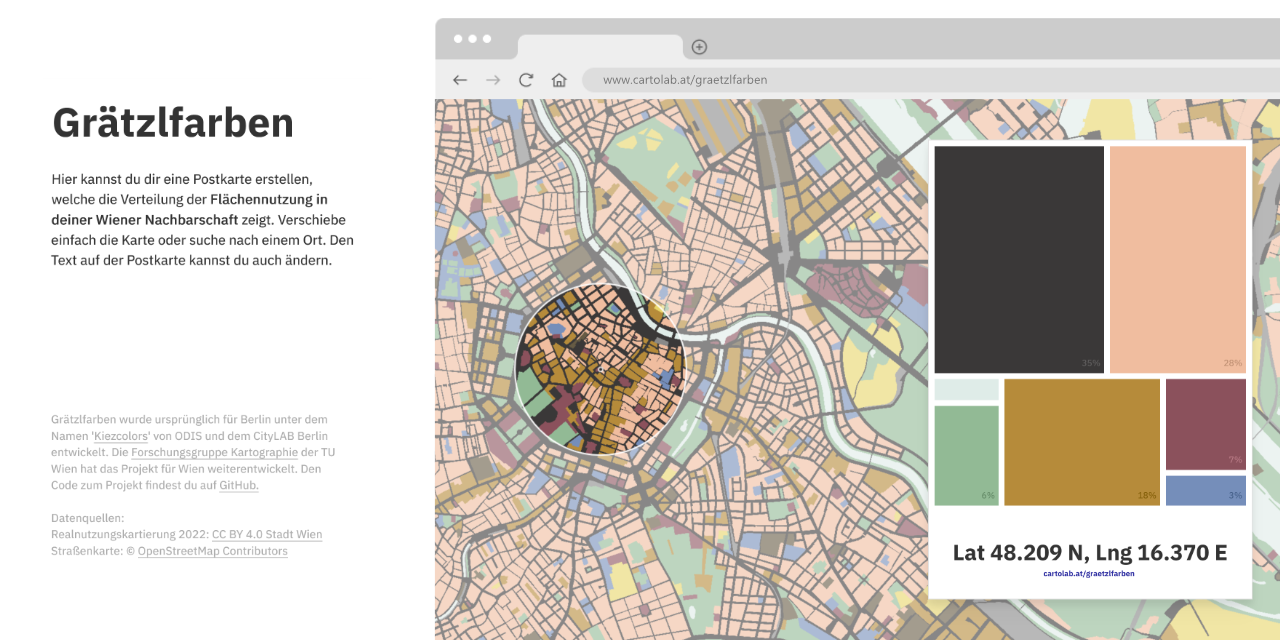 www.cartolab.at/graetzlfarben
Grätzlfarben
Hier kannst du dir eine Postkarte erstellen,
welche die Verteilung der Flächennutzung in
deiner Wiener Nachbarschaft zeigt. Verschiebe
einfach die Karte oder suche nach einem Ort. Den
Text auf der Postkarte kannst du auch ändern.
Grätzlfarben wurde ursprünglich für Berlin unter dem
Namen 'Kiezcolors' von ODIS und dem CityLAB Berlin
entwickelt. Die Forschungsgruppe Kartographie der TU
Wien hat das Projekt für Wien weiterentwickelt. Den
Code zum Projekt findest du auf GitHub.
Datenquellen:
Realnutzungskartierung 2022: CC BY 4.0 Stadt Wien
Straßenkarte: © OpenStreetMap Contributors
35%
28%
6%
18%
7%
3%
Lat 48.209 N, Lng 16.370 E
cartolab.at/graetzlfarben